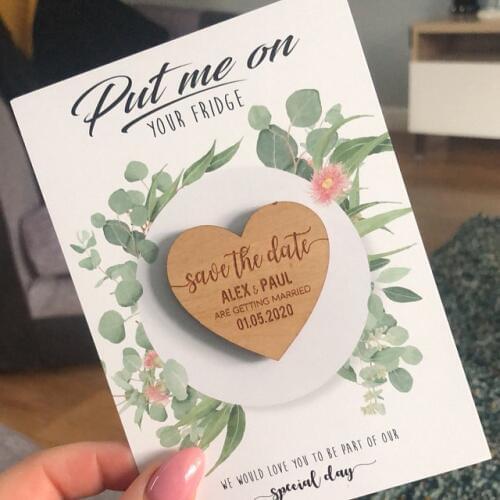 Put me on
YOUR FRIDGE
save the date
ALEX & PAUL
ARE GETTING MARRIED
01.05.2020
WE WOULD LOVE YOU TO BE PART OF OUR
special day